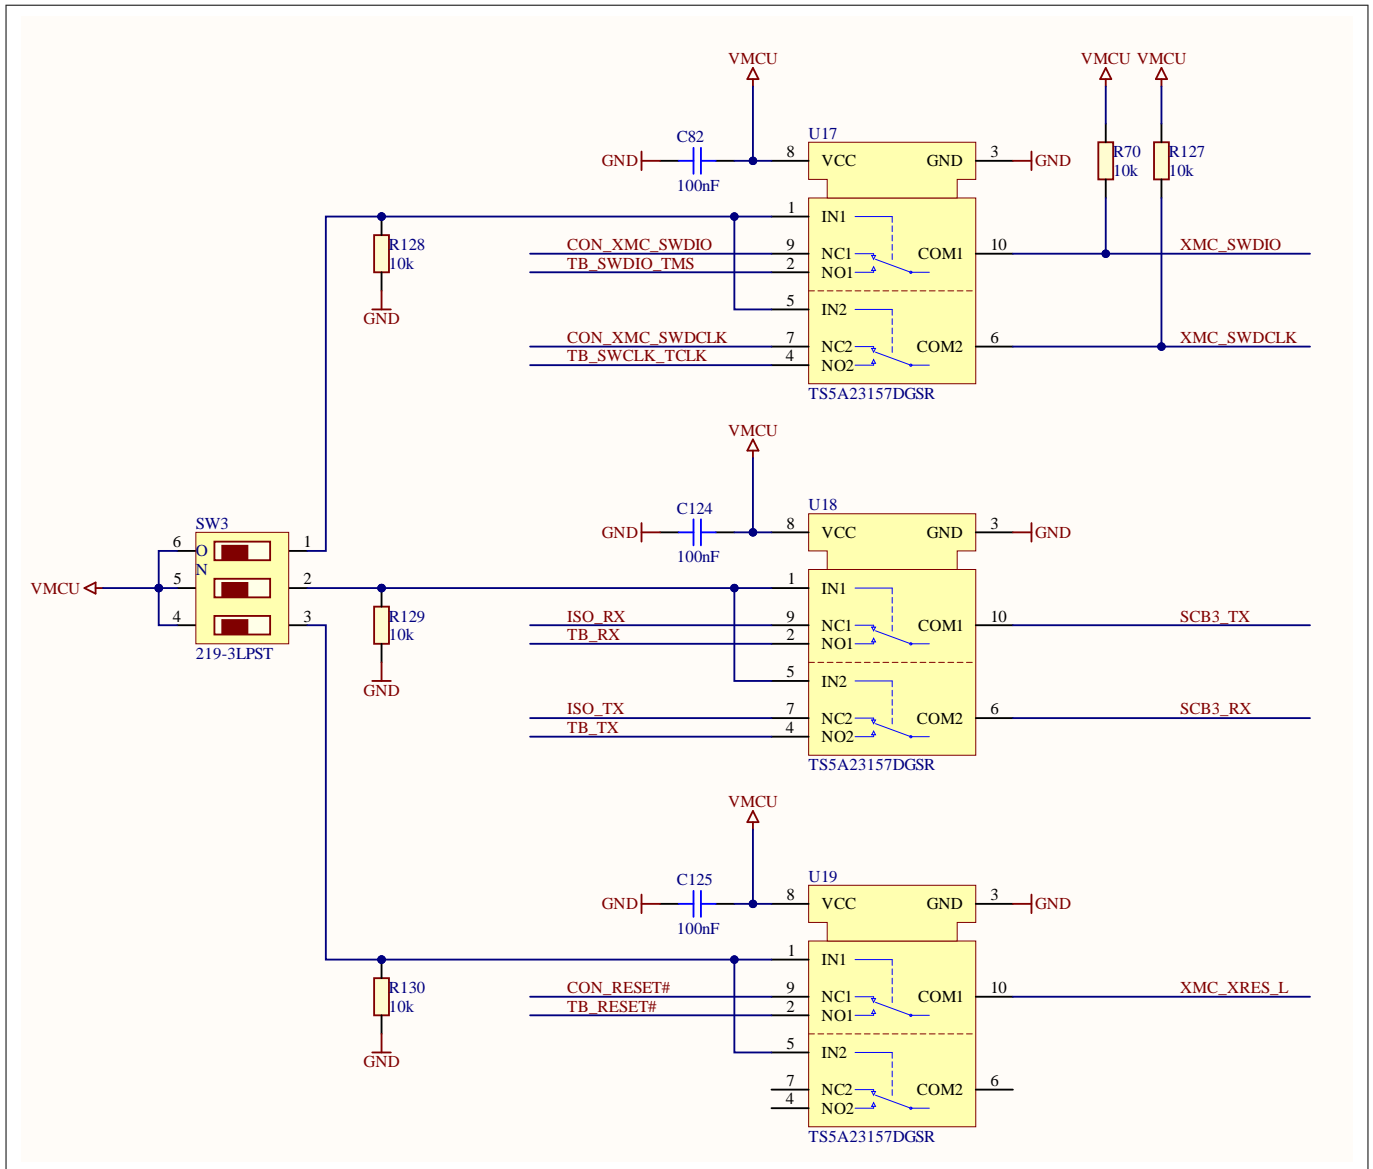 VMCU
VMCU VMCU
C82
GND
100nF
U17
8 VCC GND 3 GND
R70
10k
R127
10k
1 IN1
R128
10k
GND
CON_XMC_SWDIO 9 NC1 COM1 10 XMC_SWDIO
TB_SWDIO_TMS 2 NO1
5 IN2
CON_XMC_SWDCLK 7 NC2 COM2 6 XMC_SWDCLK
TB_SWCLK_TCLK 4 NO2
TS5A23157DGSR
VMCU
C124
GND
100nF
U18
8 VCC GND 3 GND
SW3
6 O 1
N
VMCU 5 2
4 3
219-3LPST
1 IN1
R129
10k
GND
ISO_RX 9 NC1 COM1 10 SCB3_TX
TB_RX 2 NO1
5 IN2
ISO_TX 7 NC2 COM2 6 SCB3_RX
TB_TX 4 NO2
TS5A23157DGSR
VMCU
C125
GND
100nF
U19
8 VCC GND 3 GND
1 IN1
R130
10k
GND
CON_RESET# 9 NC1 COM1 10 XMC_XRES_L
TB_RESET# 2 NO1
5 IN2
7 NC2 COM2 6
4 NO2
TS5A23157DGSR